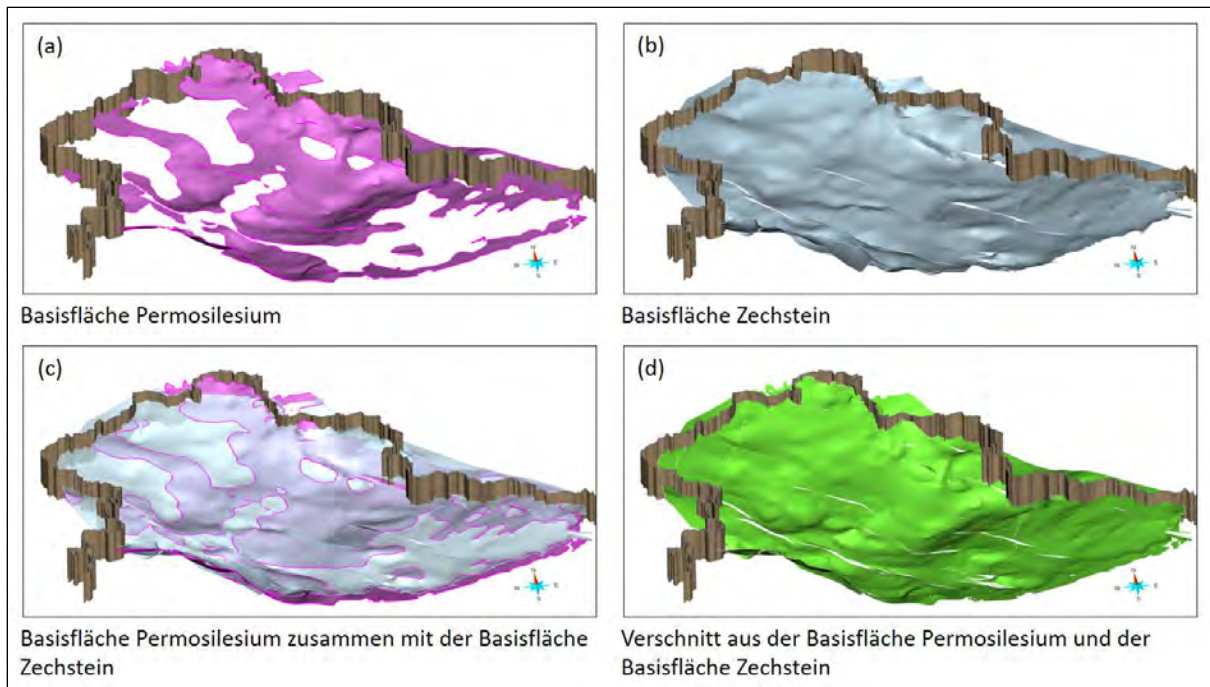 (a)
(b)
N
W
E
S
N
W
E
S
Basisfläche Permosilesium
Basisfläche Zechstein
(c)
(d)
N
W
E
S
N
W
E
S
Basisfläche Permosilesium zusammen mit der Basisfläche
Zechstein
Verschnitt aus der Basisfläche Permosilesium und der
Basisfläche Zechstein